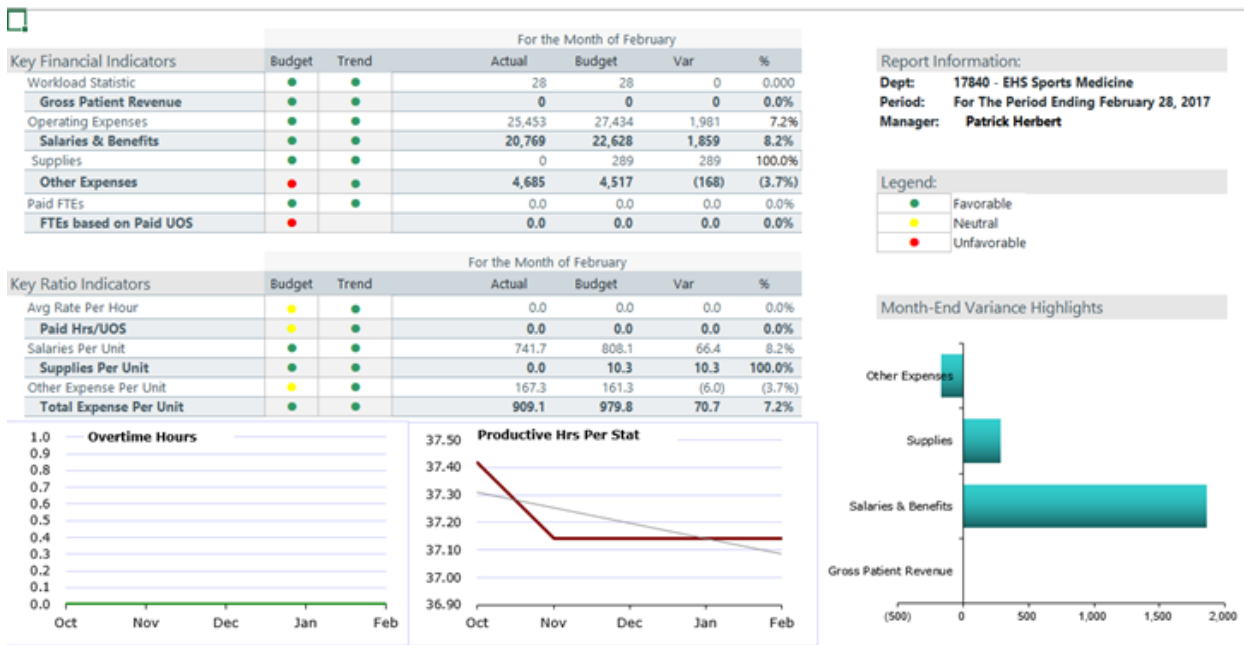 For the Month of February
Key Financial Indicators Budget Trend Actual Budget Var %
Workload Statistic 28 28 0 0.000
Gross Patient Revenue 0 0 0 0.0%
Operating Expenses 25,453 27,434 1,981 7.2%
Salaries & Benefits 20,769 22,628 1,859 8.2%
Supplies 0 289 289 100.0%
Other Expenses 4,685 4,517 (168) (3.7%)
Paid FTEs 0.0 0.0 0.0 0.0%
FTEs based on Paid UOS 0.0 0.0 0.0 0.0%
For the Month of February
Key Ratio Indicators Budget Trend Actual Budget Var %
Avg Rate Per Hour 0.0 0.0 0.0 0.0%
Paid Hrs/UOS 0.0 0.0 0.0 0.0%
Salaries Per Unit 741.7 808.1 66.4 8.2%
Supplies Per Unit 0.0 10.3 10.3 100.0%
Other Expense Per Unit 167.3 161.3 (6.0) (3.7%)
Total Expense Per Unit 909.1 979.8 70.7 7.2%
Overtime Hours
1.0
0.9
0.8
0.7
0.6
0.5
0.4
0.3
0.2
0.1
0.0
Oct Nov Dec Jan Feb
Productive Hrs Per Stat
37.50
37.40
37.30
37.20
37.10
37.00
36.90
Oct Nov Dec Jan Feb
Report Information:
Dept: 17840 - EHS Sports Medicine
Period: For The Period Ending February 28, 2017
Manager: Patrick Herbert
Legend:
Favorable
Neutral
Unfavorable
Month-End Variance Highlights
Other Expenses
Supplies
Salaries & Benefits
Gross Patient Revenue
(500) 0 500 1,000 1,500 2,000